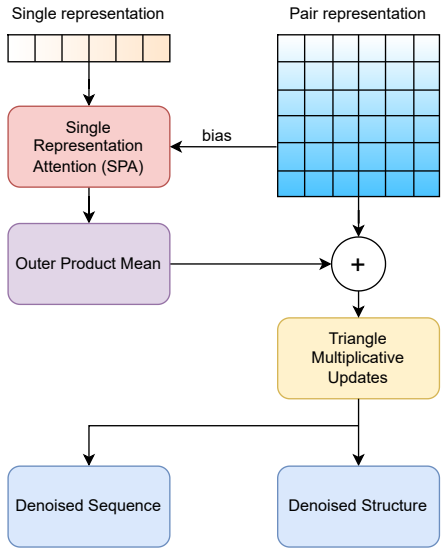 Single representation
Pair representation
Single
Representation
Attention (SPA)
bias
Outer Product Mean
+
Triangle
Multiplicative
Updates
Denoised Sequence
Denoised Structure